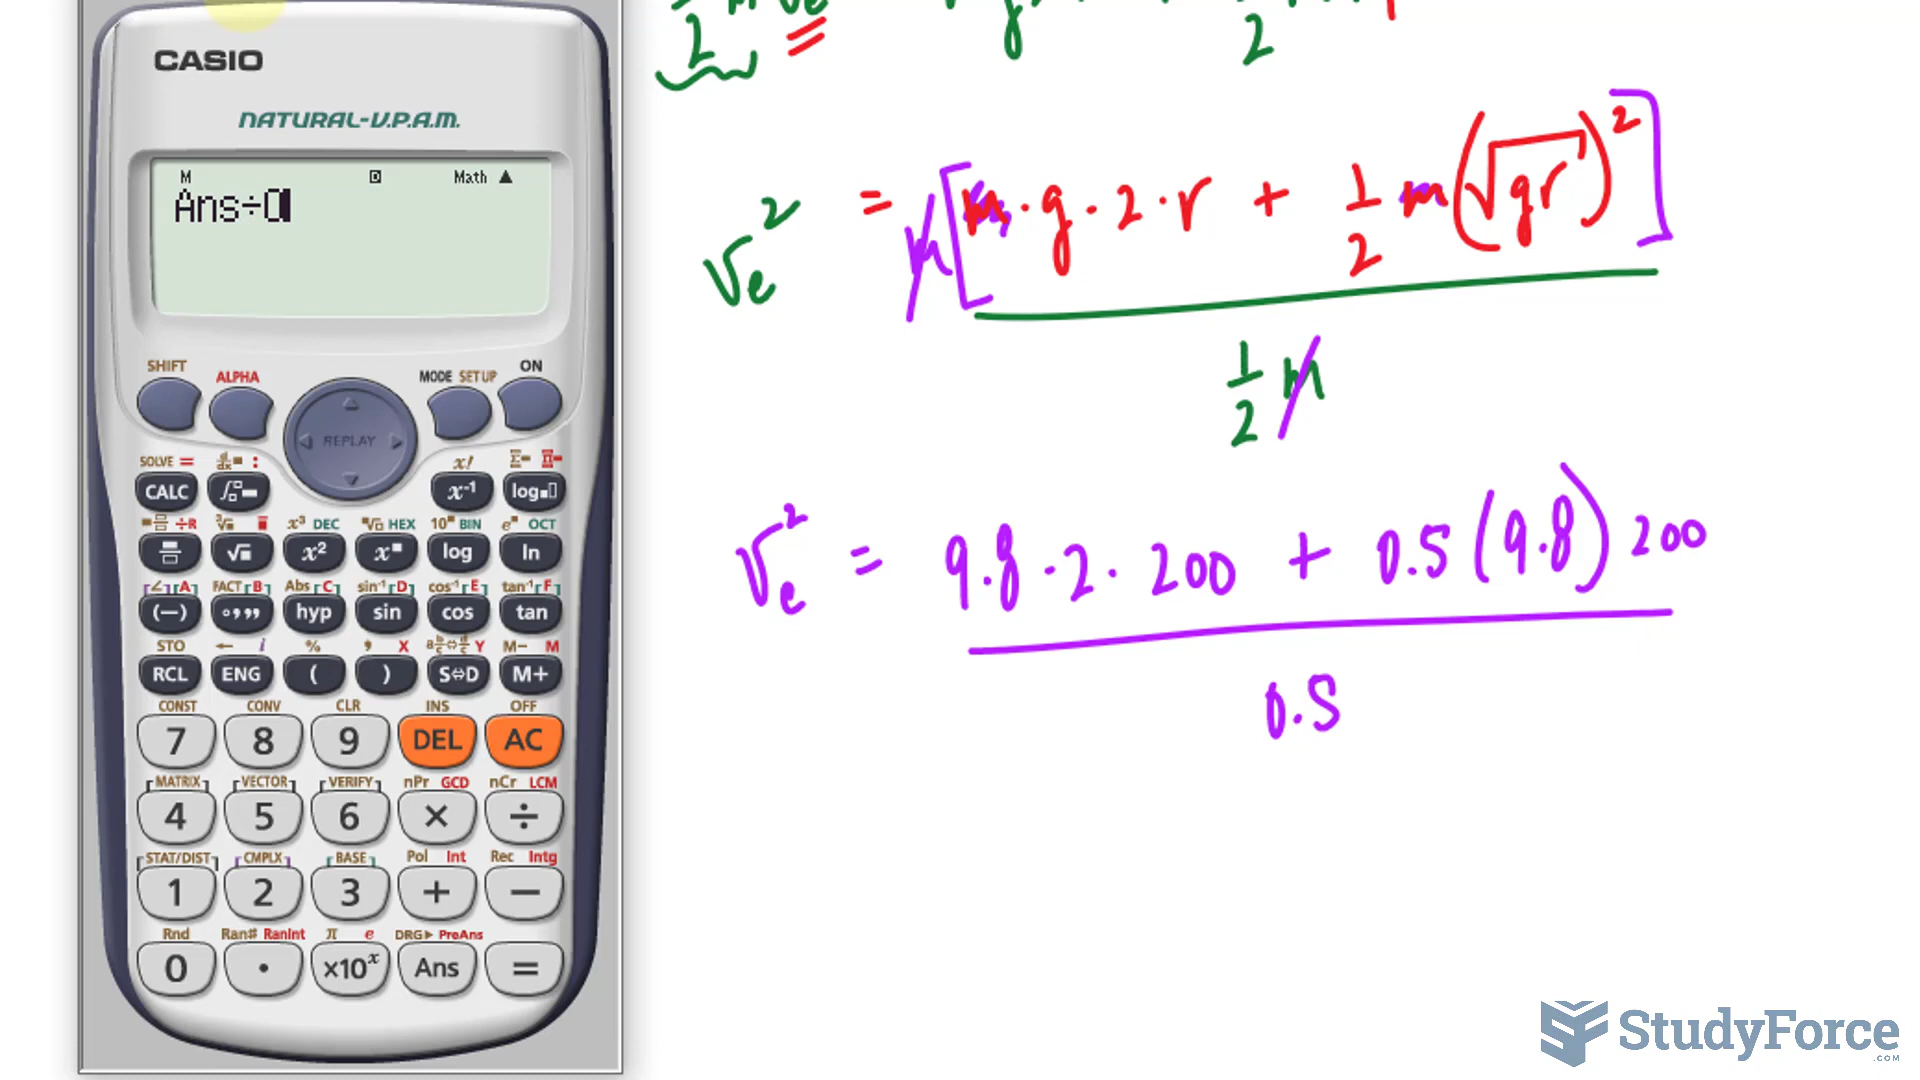 CASIO
NATURAL-V.P.A.M.
M D Math ▲
Ans÷0
SHIFT ALPHA MODE SETUP ON
REPLAY
SOLVE = d/dx : x! Σ Π
CALC ∫ x⁻¹ log
÷R ³√ x³ DEC ˣ√ HEX 10 BIN e OCT
√ x² x log ln
∠ A FACT B Abs C sin⁻¹ D cos⁻¹ E tan⁻¹ F
(−) °,,, hyp sin cos tan
STO ← i % , X Y M− M
RCL ENG ( ) S⇔D M+
CONST CONV CLR INS OFF
7 8 9 DEL AC
MATRIX VECTOR VERIFY nPr GCD nCr LCM
4 5 6 × ÷
STAT/DIST CMPLX BASE Pol Int Rec Intg
1 2 3 + −
Rnd Ran# RanInt π e DRG▶ PreAns
0 . ×10ˣ Ans =
vₑ² = m[m · g · 2 · r + 1/2 m(√gr)²]
1/2 m
vₑ² = 9.8 · 2 · 200 + 0.5(9.8)200
0.5
StudyForce
.COM